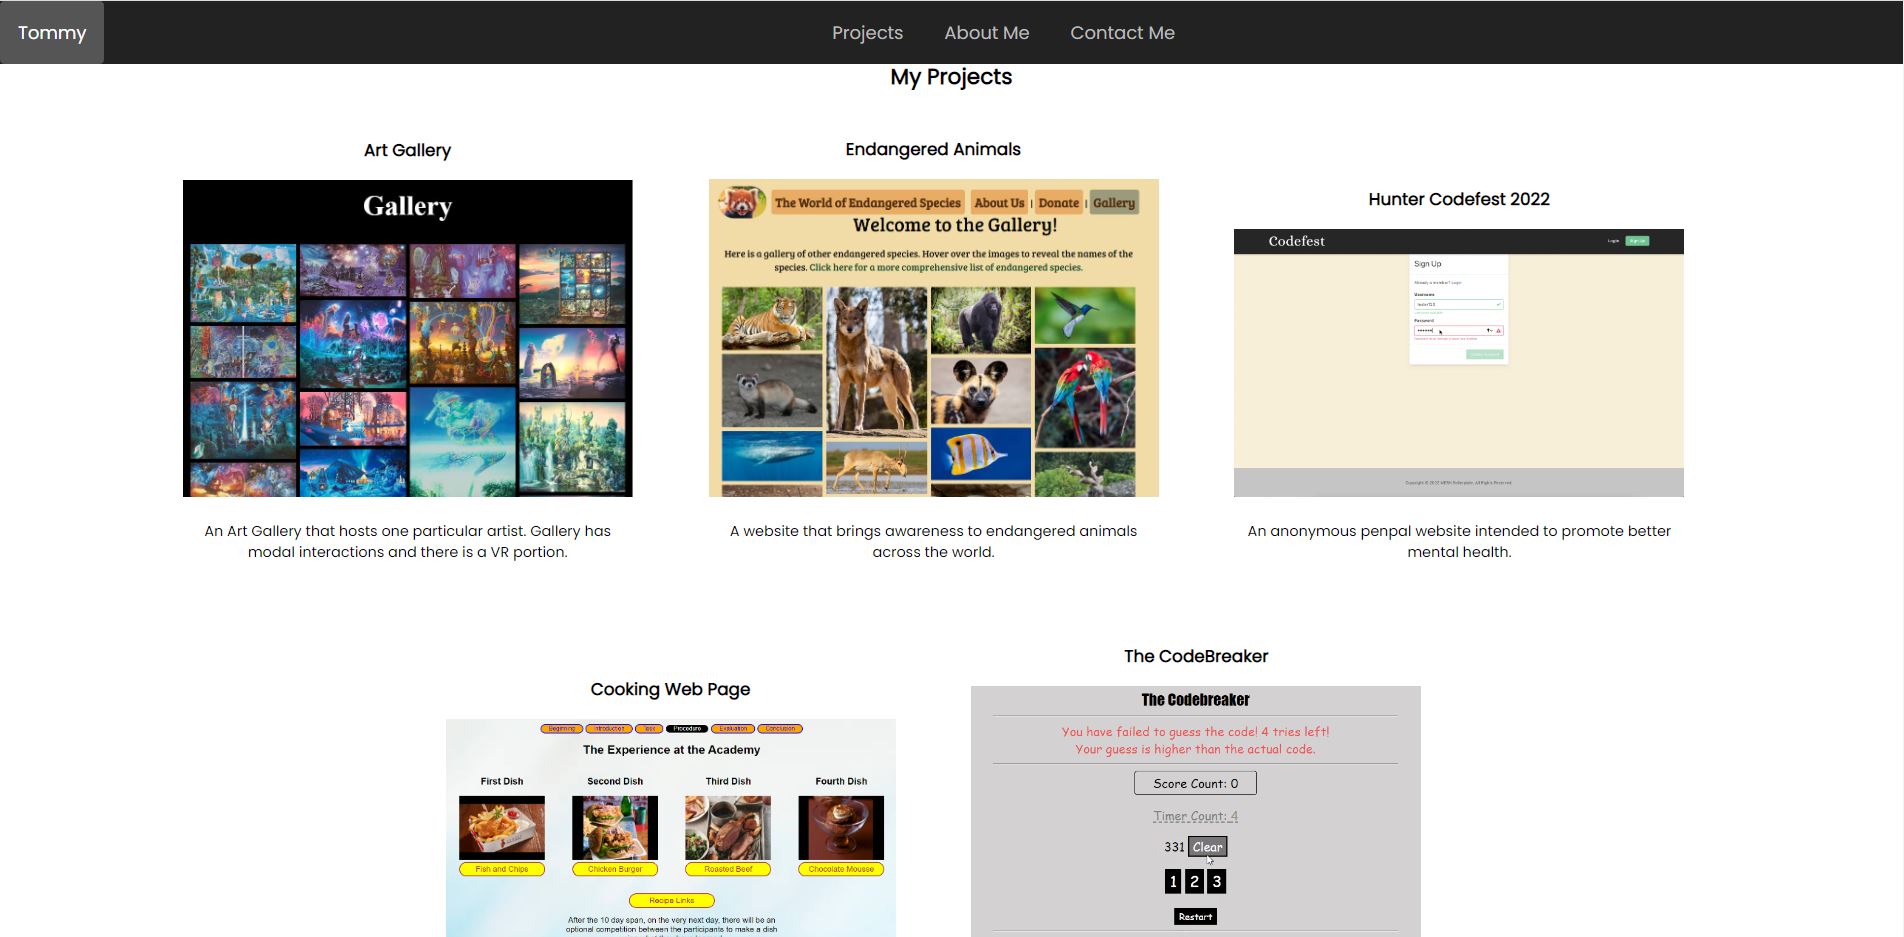 Tommy
Projects
About Me
Contact Me
My Projects
Art Gallery
Gallery
An Art Gallery that hosts one particular artist. Gallery has
modal interactions and there is a VR portion.
Endangered Animals
The World of Endangered Species
About Us |
Donate |
Gallery
Welcome to the Gallery!
Here is a gallery of other endangered species. Hover over the images to reveal the names of the
species. Click here for a more comprehensive list of endangered species.
A website that brings awareness to endangered animals
across the world.
Hunter Codefest 2022
Codefest
Login
Sign Up
Sign Up
Already a member? Login
Username
Password
An anonymous penpal website intended to promote better
mental health.
Cooking Web Page
Beginning
Introduction
Task
Procedure
Evaluation
Conclusion
The Experience at the Academy
First Dish
Second Dish
Third Dish
Fourth Dish
Fish and Chips
Chicken Burger
Roasted Beef
Chocolate Mousse
Recipe Links
After the 10 day span, on the very next day, there will be an
optional competition between the participants to make a dish
The CodeBreaker
The Codebreaker
You have failed to guess the code! 4 tries left!
Your guess is higher than the actual code.
Score Count: 0
Timer Count: 4
331 Clear
1 2 3
Restart